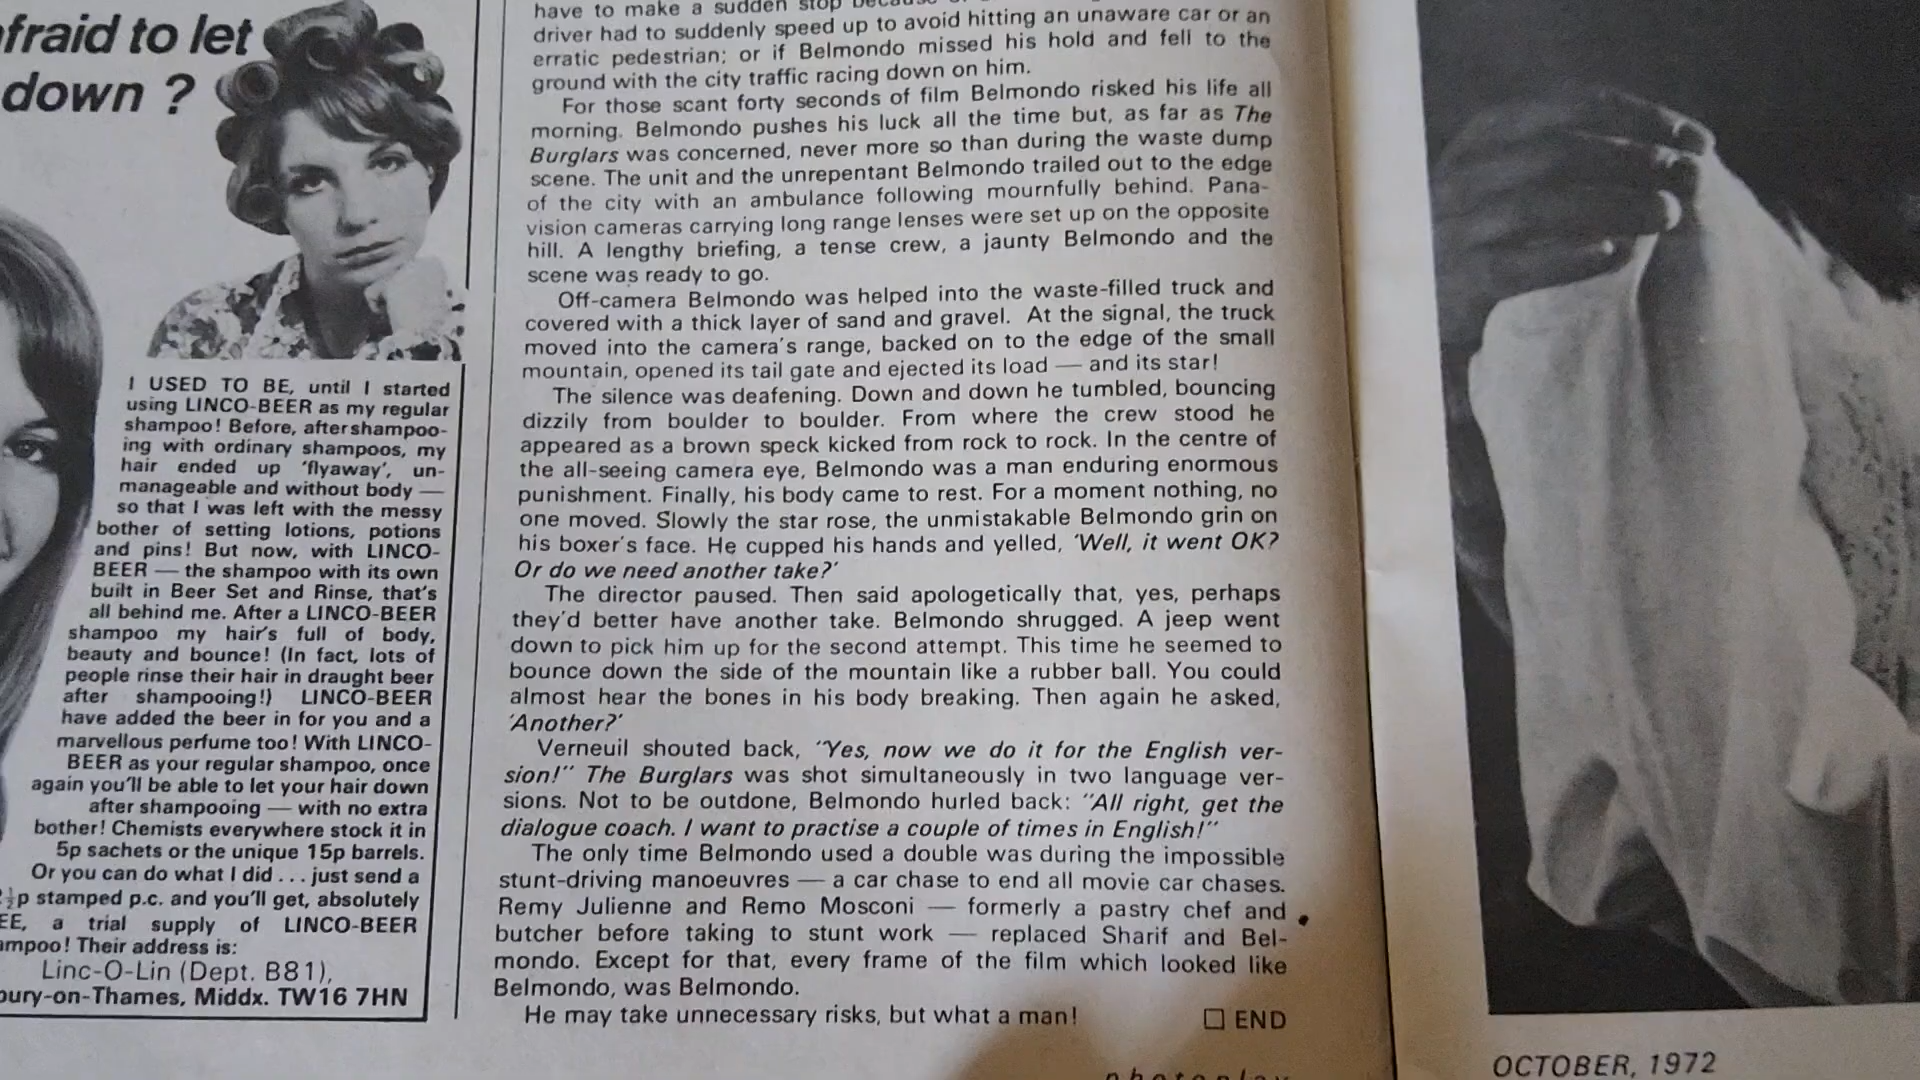 fraid to let
down ?
I USED TO BE, until I started
using LINCO-BEER as my regular
shampoo! Before, after shampoo-
ing with ordinary shampoos, my
hair ended up 'flyaway', un-
manageable and without body —
so that I was left with the messy
bother of setting lotions, potions
and pins! But now, with LINCO-
BEER — the shampoo with its own
built in Beer Set and Rinse, that's
all behind me. After a LINCO-BEER
shampoo my hair's full of body,
beauty and bounce! (In fact, lots of
people rinse their hair in draught beer
after shampooing!) LINCO-BEER
have added the beer in for you and a
marvellous perfume too! With LINCO-
BEER as your regular shampoo, once
again you'll be able to let your hair down
after shampooing — with no extra
bother! Chemists everywhere stock it in
5p sachets or the unique 15p barrels.
Or you can do what I did . . . just send a
½p stamped p.c. and you'll get, absolutely
EE, a trial supply of LINCO-BEER
ampoo! Their address is:
Linc-O-Lin (Dept. B81),
bury-on-Thames, Middx. TW16 7HN
have to make a sudden stop
driver had to suddenly speed up to avoid hitting an unaware car or an
erratic pedestrian; or if Belmondo missed his hold and fell to the
ground with the city traffic racing down on him.
For those scant forty seconds of film Belmondo risked his life all
morning. Belmondo pushes his luck all the time but, as far as The
Burglars was concerned, never more so than during the waste dump
scene. The unit and the unrepentant Belmondo trailed out to the edge
of the city with an ambulance following mournfully behind. Pana-
vision cameras carrying long range lenses were set up on the opposite
hill. A lengthy briefing, a tense crew, a jaunty Belmondo and the
scene was ready to go.
Off-camera Belmondo was helped into the waste-filled truck and
covered with a thick layer of sand and gravel. At the signal, the truck
moved into the camera's range, backed on to the edge of the small
mountain, opened its tail gate and ejected its load — and its star!
The silence was deafening. Down and down he tumbled, bouncing
dizzily from boulder to boulder. From where the crew stood he
appeared as a brown speck kicked from rock to rock. In the centre of
the all-seeing camera eye, Belmondo was a man enduring enormous
punishment. Finally, his body came to rest. For a moment nothing, no
one moved. Slowly the star rose, the unmistakable Belmondo grin on
his boxer's face. He cupped his hands and yelled, 'Well, it went OK?
Or do we need another take?'
The director paused. Then said apologetically that, yes, perhaps
they'd better have another take. Belmondo shrugged. A jeep went
down to pick him up for the second attempt. This time he seemed to
bounce down the side of the mountain like a rubber ball. You could
almost hear the bones in his body breaking. Then again he asked,
'Another?'
Verneuil shouted back, "Yes, now we do it for the English ver-
sion!" The Burglars was shot simultaneously in two language ver-
sions. Not to be outdone, Belmondo hurled back: "All right, get the
dialogue coach. I want to practise a couple of times in English!"
The only time Belmondo used a double was during the impossible
stunt-driving manoeuvres — a car chase to end all movie car chases.
Remy Julienne and Remo Mosconi — formerly a pastry chef and
butcher before taking to stunt work — replaced Sharif and Bel-
mondo. Except for that, every frame of the film which looked like
Belmondo, was Belmondo.
He may take unnecessary risks, but what a man! □ END
photoplay
OCTOBER, 1972